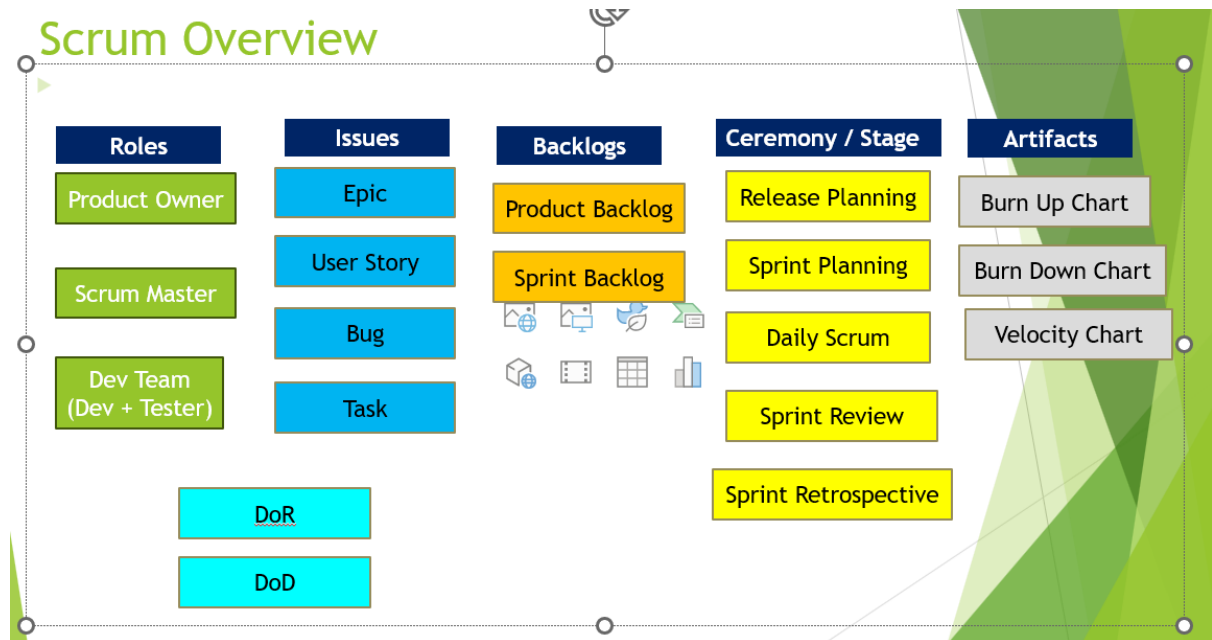 Scrum Overview
Roles
Product Owner
Scrum Master
Dev Team
(Dev + Tester)
Issues
Epic
User Story
Bug
Task
Backlogs
Product Backlog
Sprint Backlog
Ceremony / Stage
Release Planning
Sprint Planning
Daily Scrum
Sprint Review
Sprint Retrospective
Artifacts
Burn Up Chart
Burn Down Chart
Velocity Chart
DoR
DoD